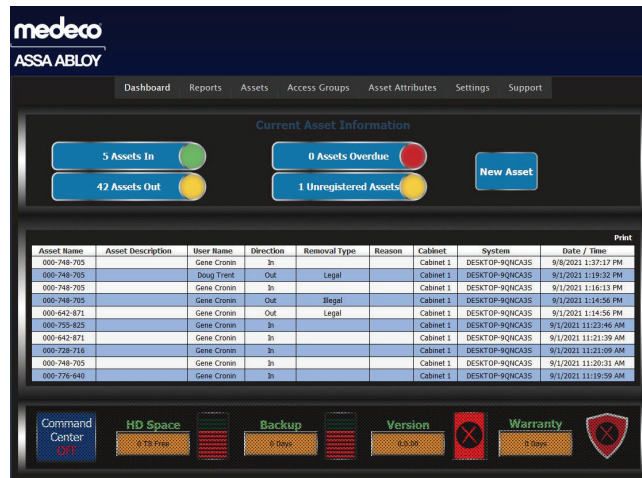 medeco
ASSA ABLOY
Dashboard Reports Assets Access Groups Asset Attributes Settings Support
Current Asset Information
5 Assets In 0 Assets Overdue
New Asset
42 Assets Out 1 Unregistered Assets
Print
Asset Name Asset Description User Name Direction Removal Type Reason Cabinet System Date / Time
000-748-705 Gene Cronin In Cabinet 1 DESKTOP-9QNCA3S 9/8/2021 1:37:17 PM
000-748-705 Doug Trent Out Legal Cabinet 1 DESKTOP-9QNCA3S 9/1/2021 1:19:32 PM
000-748-705 Gene Cronin In Cabinet 1 DESKTOP-9QNCA3S 9/1/2021 1:16:13 PM
000-748-705 Gene Cronin Out Illegal Cabinet 1 DESKTOP-9QNCA3S 9/1/2021 1:14:56 PM
000-642-871 Gene Cronin Out Legal Cabinet 1 DESKTOP-9QNCA3S 9/1/2021 1:14:56 PM
000-755-825 Gene Cronin In Cabinet 1 DESKTOP-9QNCA3S 9/1/2021 11:23:46 AM
000-642-871 Gene Cronin In Cabinet 1 DESKTOP-9QNCA3S 9/1/2021 11:21:39 AM
000-728-716 Gene Cronin In Cabinet 1 DESKTOP-9QNCA3S 9/1/2021 11:21:09 AM
000-748-705 Gene Cronin In Cabinet 1 DESKTOP-9QNCA3S 9/1/2021 11:20:31 AM
000-776-640 Gene Cronin In Cabinet 1 DESKTOP-9QNCA3S 9/1/2021 11:19:59 AM
Command Center Off
HD Space Backup Version Warranty
0 TB Free 0 Days 0.0.00 0 Days